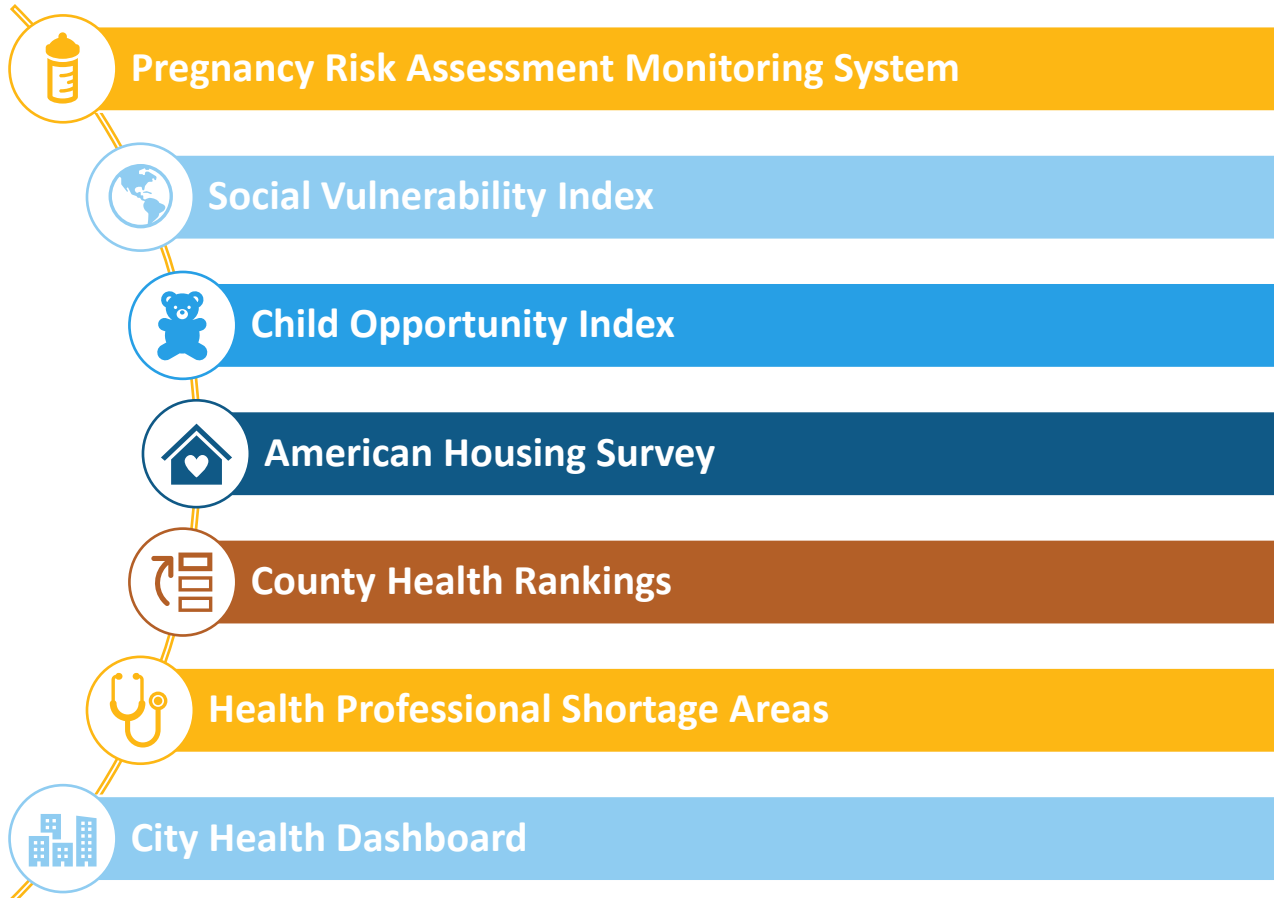 Pregnancy Risk Assessment Monitoring System
Social Vulnerability Index
Child Opportunity Index
American Housing Survey
County Health Rankings
Health Professional Shortage Areas
City Health Dashboard